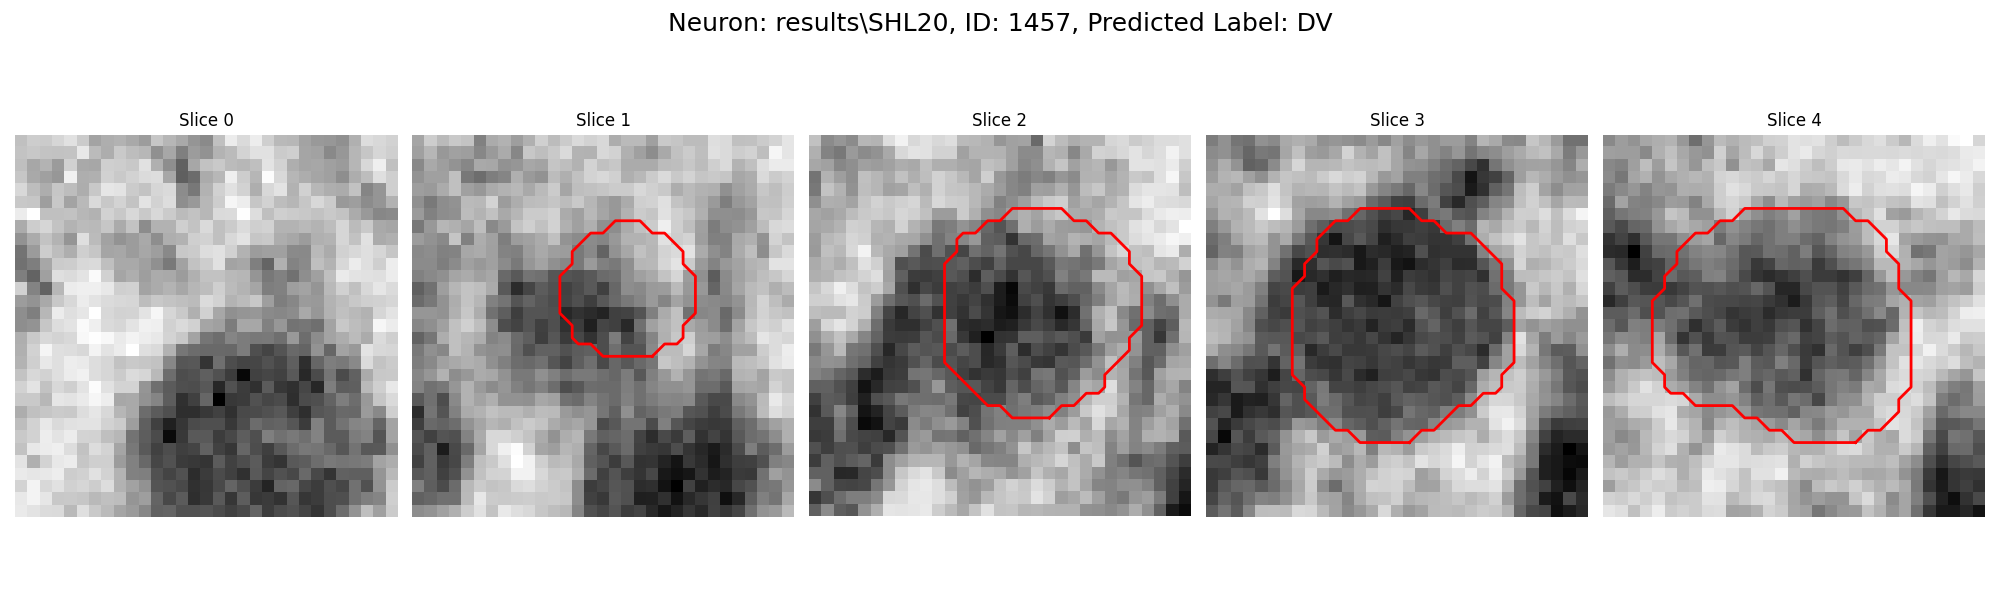 Neuron: results\SHL20, ID: 1457, Predicted Label: DV
Slice 0
Slice 1
Slice 2
Slice 3
Slice 4